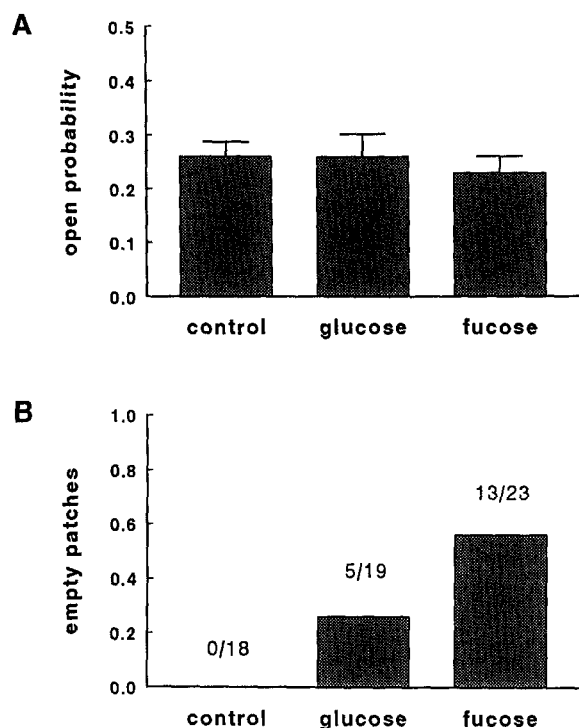 A
open probability
0.5
0.4
0.3
0.2
0.1
0.0
control glucose fucose
B
empty patches
1.0
0.8
0.6
0.4
0.2
0.0
13/23
5/19
0/18
control glucose fucose